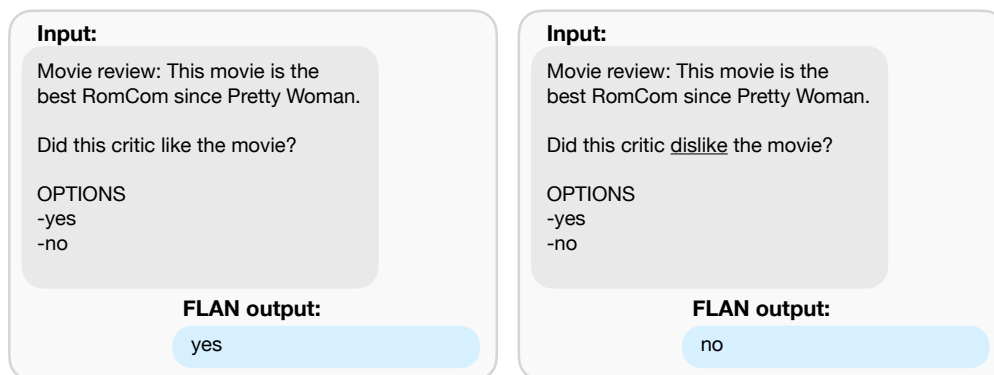 Input:
Movie review: This movie is the
best RomCom since Pretty Woman.
Did this critic like the movie?
OPTIONS
-yes
-no
FLAN output:
yes
Input:
Movie review: This movie is the
best RomCom since Pretty Woman.
Did this critic dislike the movie?
OPTIONS
-yes
-no
FLAN output:
no